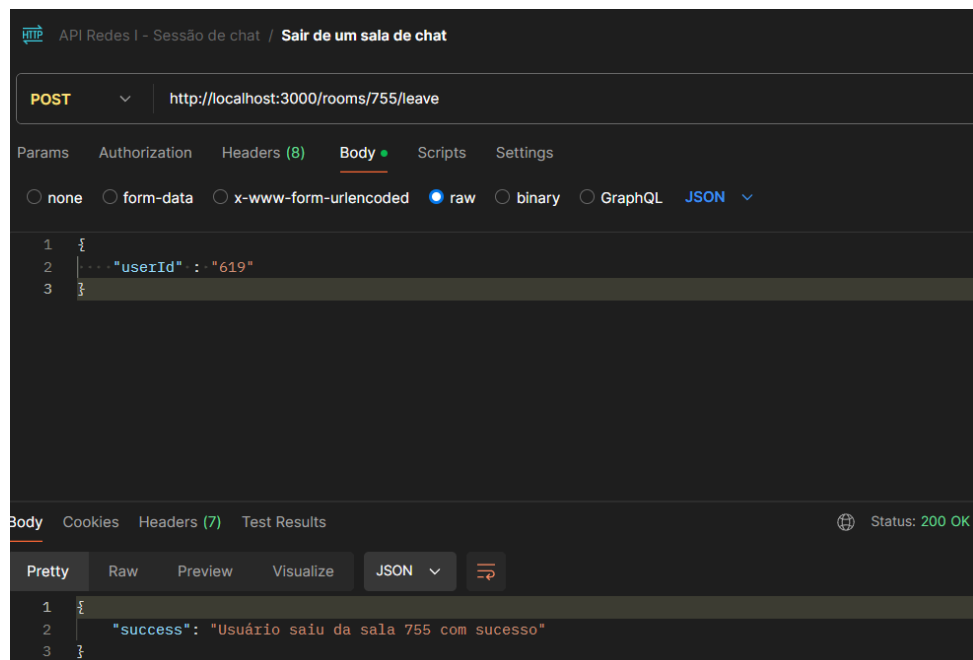 HTTP API Redes I - Sessão de chat / Sair de um sala de chat
POST http://localhost:3000/rooms/755/leave
Params Authorization Headers (8) Body Scripts Settings
none form-data x-www-form-urlencoded raw binary GraphQL JSON
1 {
2 "userId" : "619"
3 }
Body Cookies Headers (7) Test Results Status: 200 OK
Pretty Raw Preview Visualize JSON
1 {
2 "success": "Usuário saiu da sala 755 com sucesso"
3 }